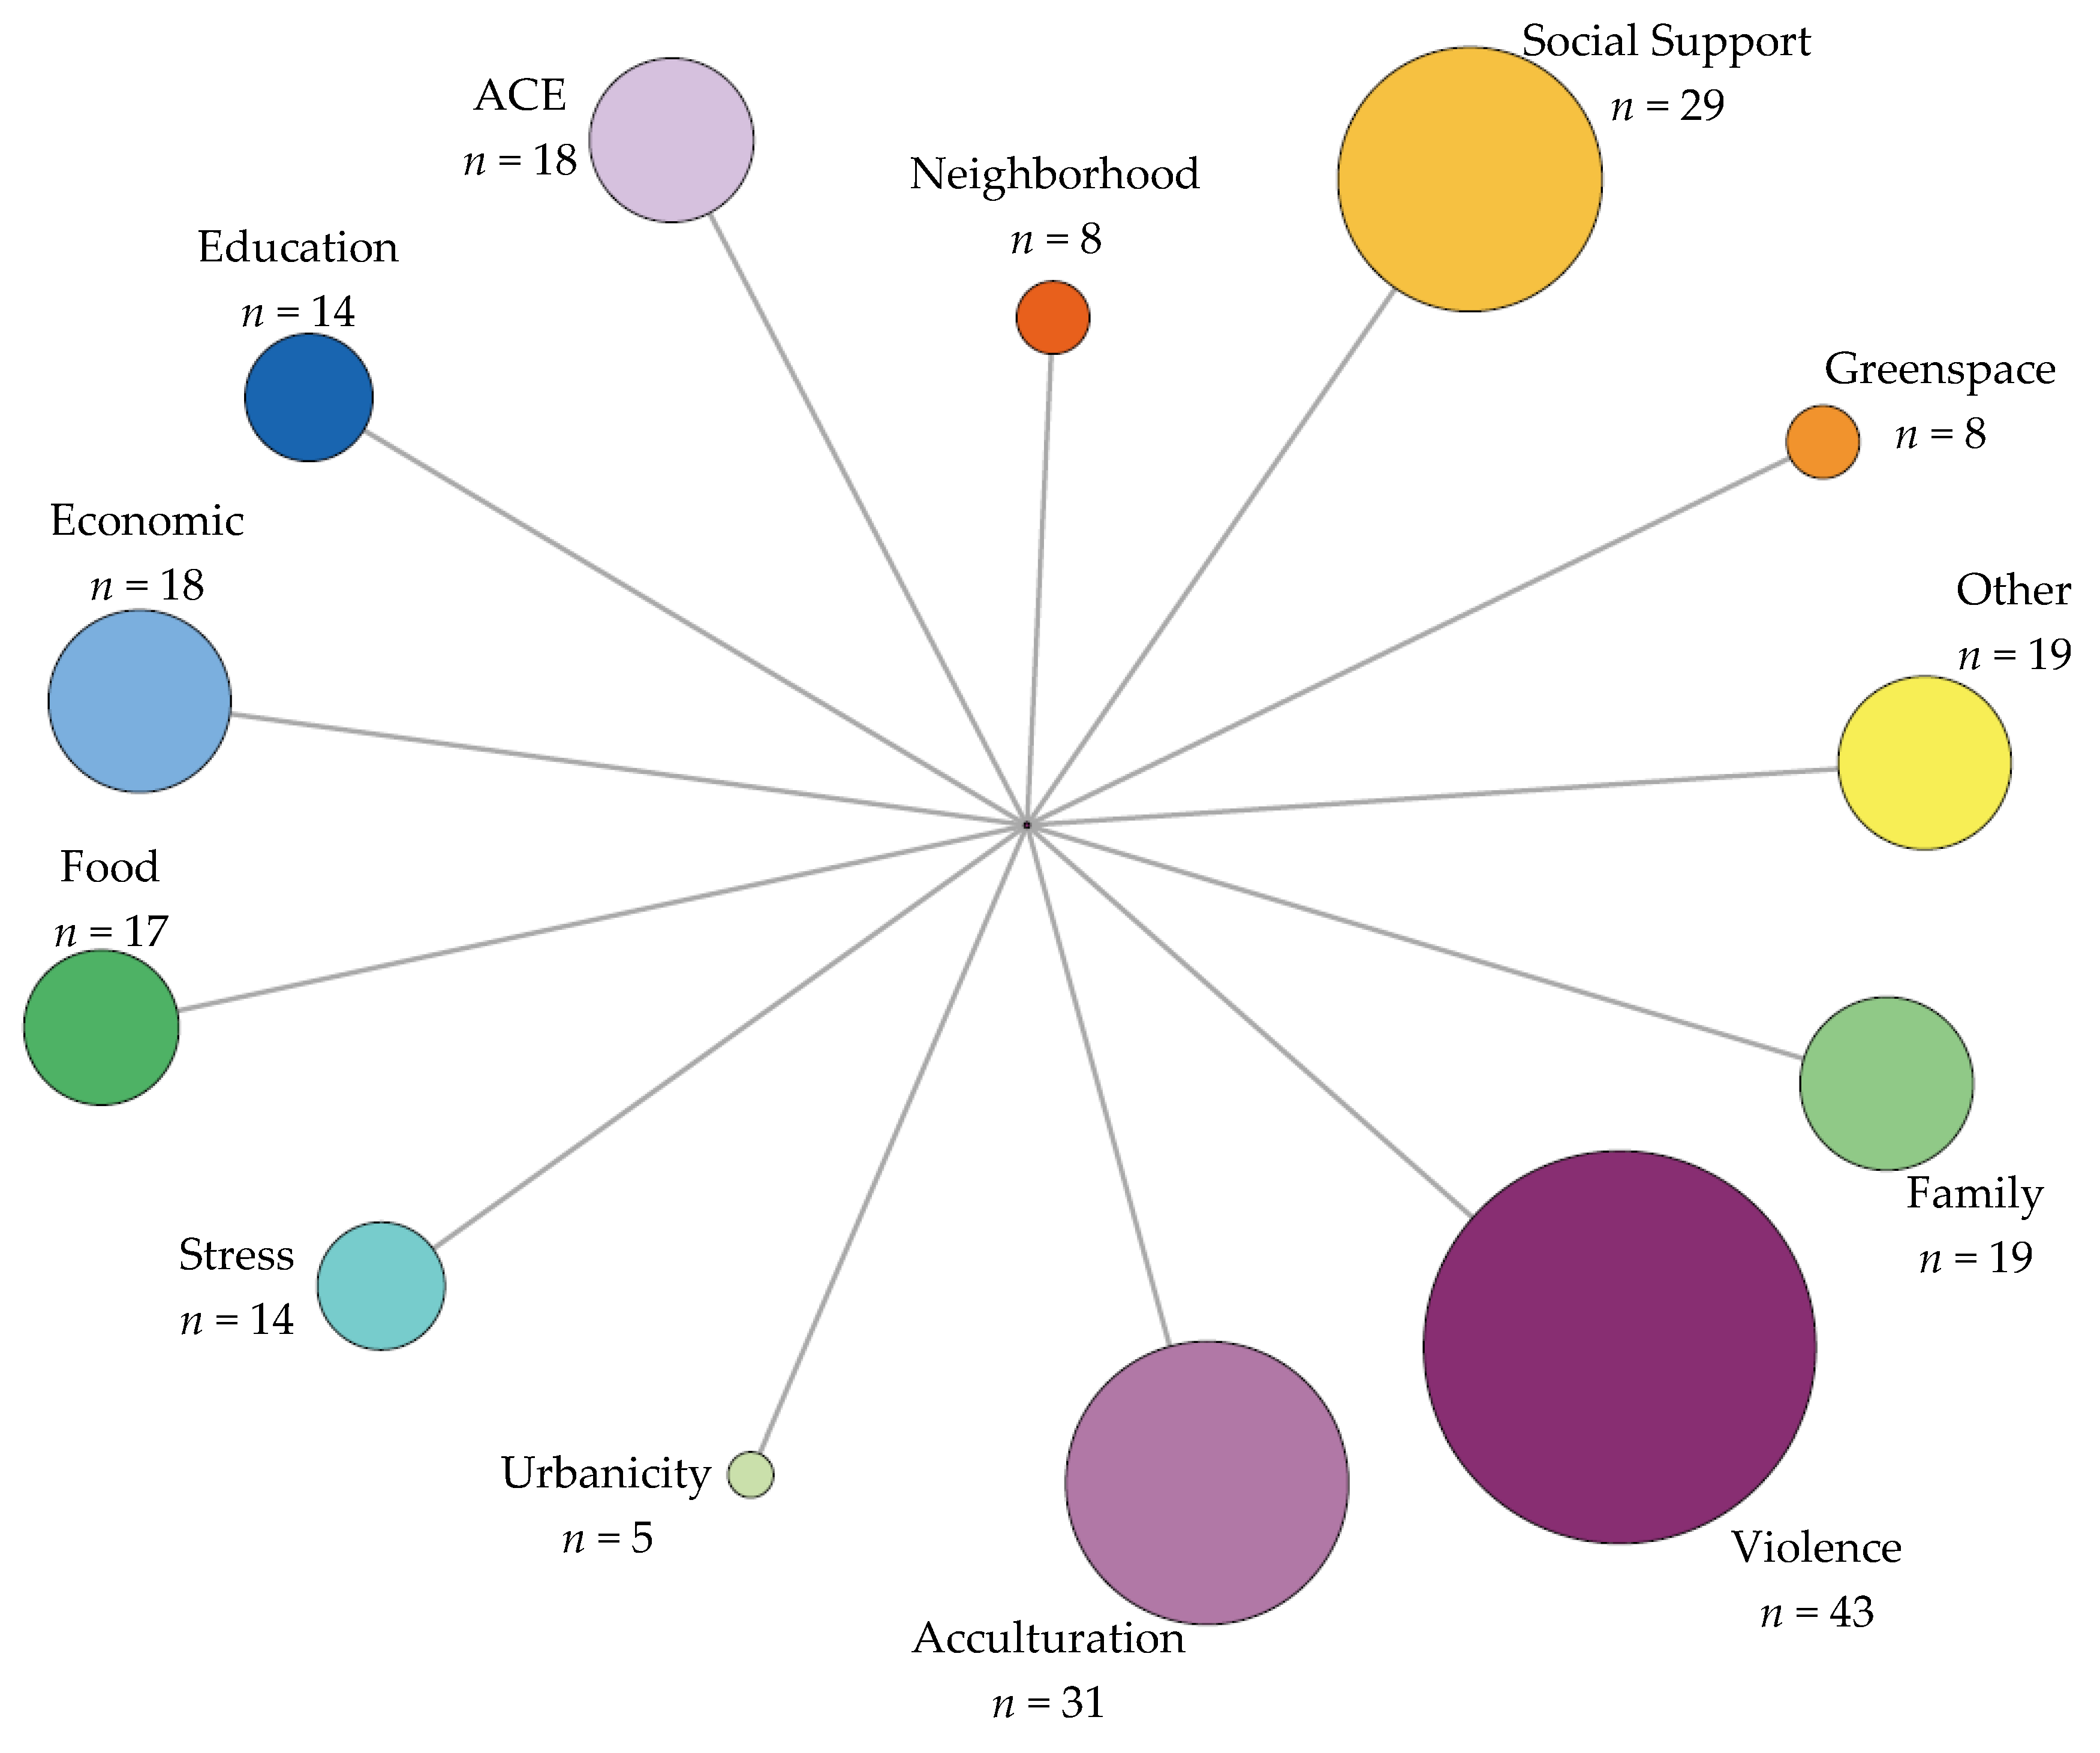 Social Support
n = 29
ACE
n = 18
Neighborhood
n = 8
Education
n = 14
Greenspace
n = 8
Economic
n = 18
Other
n = 19
Food
n = 17
Family
n = 19
Stress
n = 14
Urbanicity
n = 5
Violence
n = 43
Acculturation
n = 31